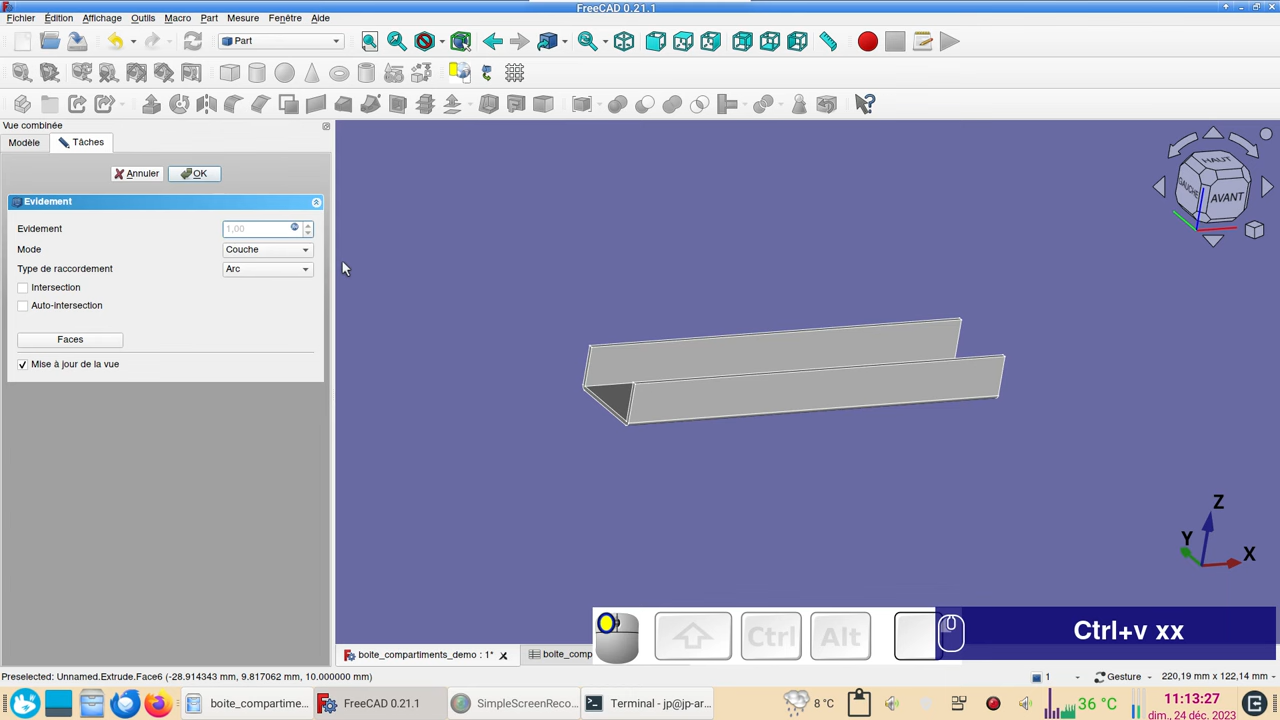 FreeCAD 0.21.1
Fichier Édition Affichage Outils Macro Part Mesure Fenêtre Aide
Part
Vue combinée
Modèle Tâches
Annuler OK
Evidement
Evidement 1,00
Mode Couche
Type de raccordement Arc
Intersection
Auto-intersection
Faces
Mise à jour de la vue
HAUT
GAUCHE
AVANT
Z
Y
X
Ctrl Alt
Ctrl+v xx
boite_compartiments_demo : 1*
boite_comp
Preselected: Unnamed.Extrude.Face6 (-28.914343 mm, 9.817062 mm, 10.000000 mm)
1 Gesture 220,19 mm x 122,14 mm
boite_compartime...
FreeCAD 0.21.1
SimpleScreenReco...
Terminal - jp@jp-ar...
8°C
36 °C
11:13:27
dim., 24 déc. 2023